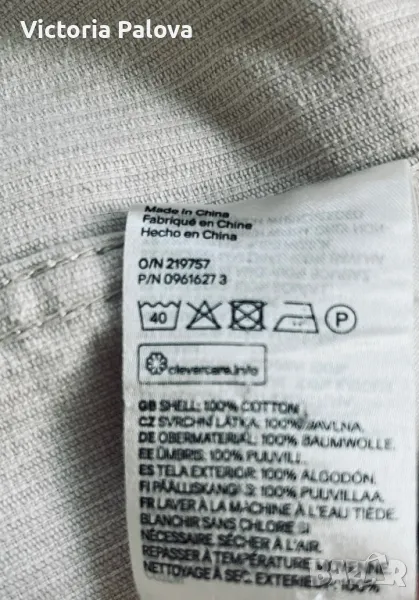 Victoria Palova
Made in China
Fabriqué en Chine
Hecho en China
O/N 219757
P/N 0961627 3
40
P
clevercare.info
GB SHELL: 100% COTTON
CZ SVRCHNI LÁTKA: 100% BAVLNA.
DE OBERMATERIAL: 100% BAUMWOLLE.
EE ÜMBRIS: 100% PUUVILL.
ES TELA EXTERIOR: 100% ALGODÓN.
FI PÄÄLLISKANGAS: 100% PUUVILLAA.
FR LAVER À LA MACHINE À L'EAU TIÈDE.
BLANCHIR SANS CHLORE SI
NÉCESSAIRE. SÉCHER À L'AIR.
REPASSER À TEMPÉRATURE
NETTOYAGE À SEC. EXTÉRIEUR: 100%